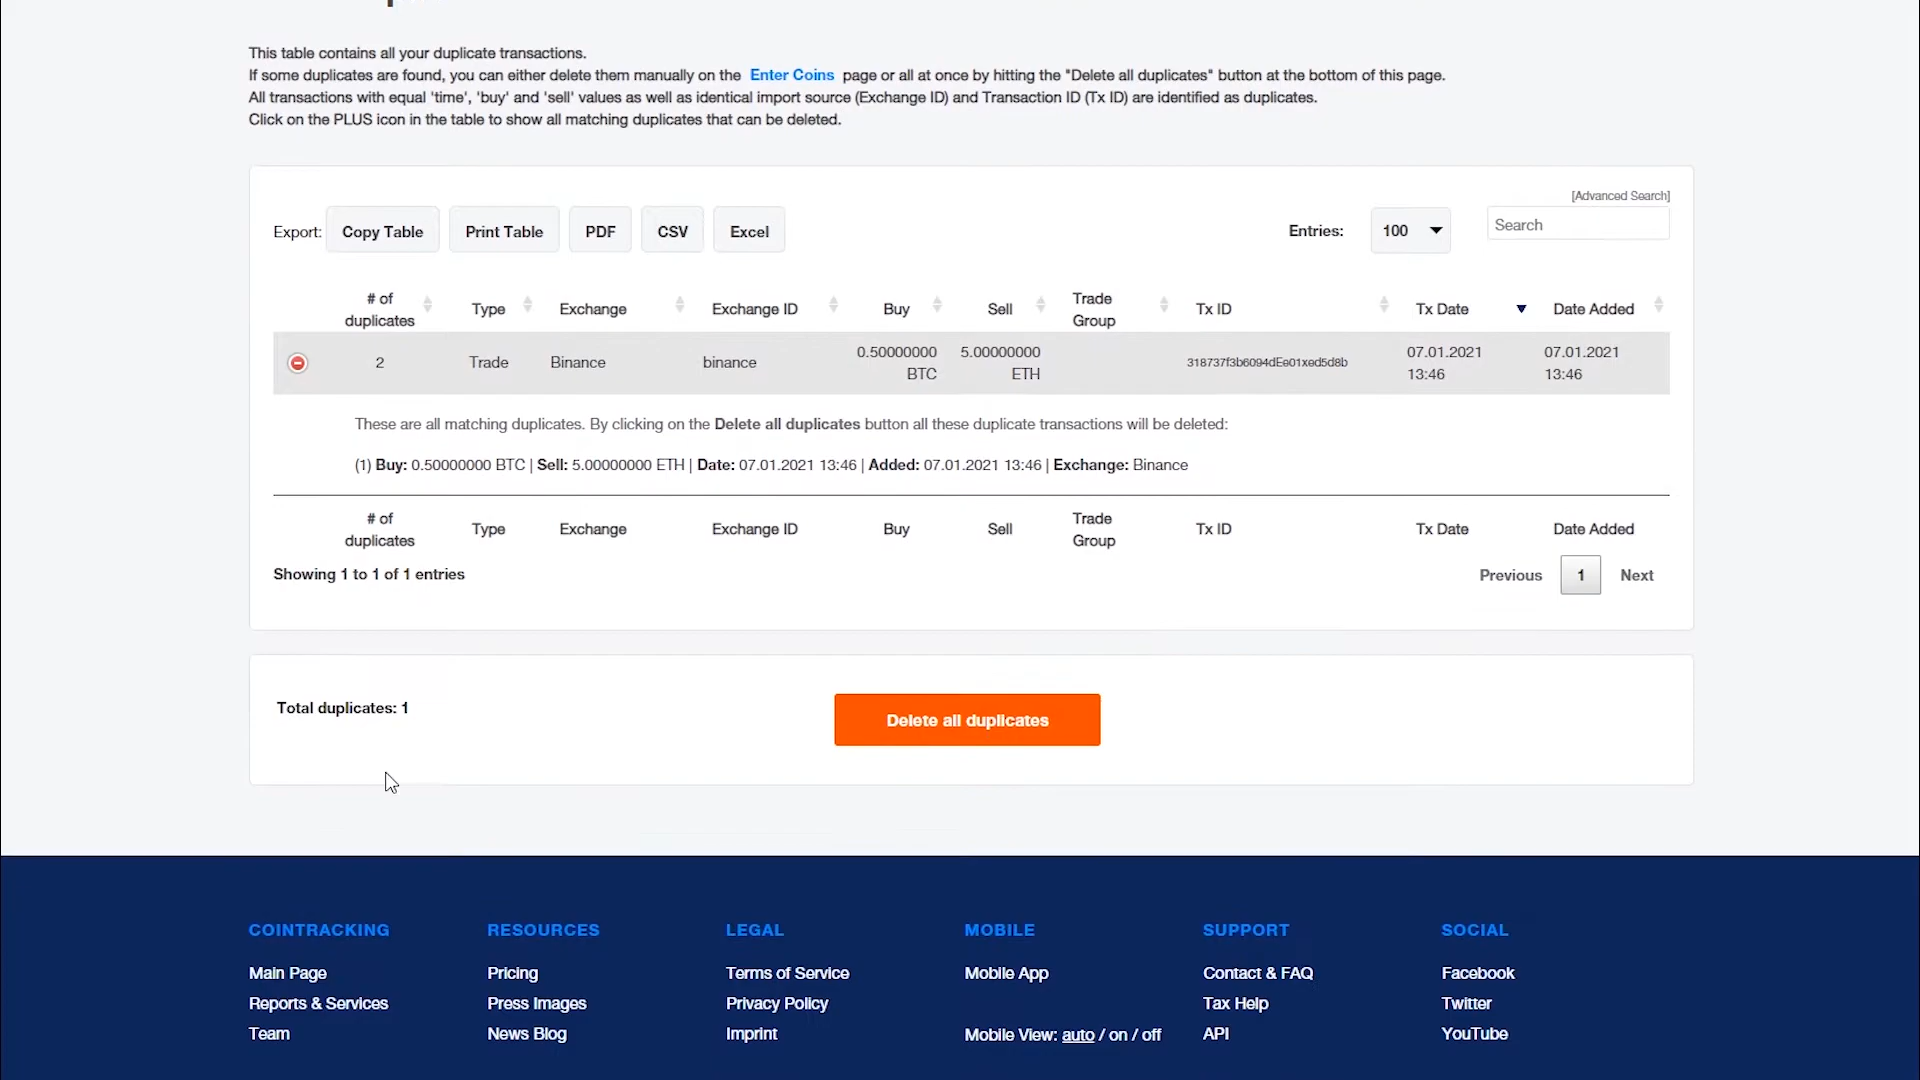 This table contains all your duplicate transactions.
If some duplicates are found, you can either delete them manually on the Enter Coins page or all at once by hitting the "Delete all duplicates" button at the bottom of this page.
All transactions with equal 'time', 'buy' and 'sell' values as well as identical import source (Exchange ID) and Transaction ID (Tx ID) are identified as duplicates.
Click on the PLUS icon in the table to show all matching duplicates that can be deleted.
[Advanced Search]
Export: Copy Table Print Table PDF CSV Excel Entries: 100 Search
# of duplicates Type Exchange Exchange ID Buy Sell Trade Group Tx ID Tx Date Date Added
2 Trade Binance binance 0.50000000 BTC 5.00000000 ETH 318737f3b6094dEe01xed5d8b 07.01.2021 13:46 07.01.2021 13:46
These are all matching duplicates. By clicking on the Delete all duplicates button all these duplicate transactions will be deleted:
(1) Buy: 0.50000000 BTC | Sell: 5.00000000 ETH | Date: 07.01.2021 13:46 | Added: 07.01.2021 13:46 | Exchange: Binance
# of duplicates Type Exchange Exchange ID Buy Sell Trade Group Tx ID Tx Date Date Added
Showing 1 to 1 of 1 entries Previous 1 Next
Total duplicates: 1
Delete all duplicates
COINTRACKING RESOURCES LEGAL MOBILE SUPPORT SOCIAL
Main Page Pricing Terms of Service Mobile App Contact & FAQ Facebook
Reports & Services Press Images Privacy Policy Tax Help Twitter
Team News Blog Imprint Mobile View: auto / on / off API YouTube